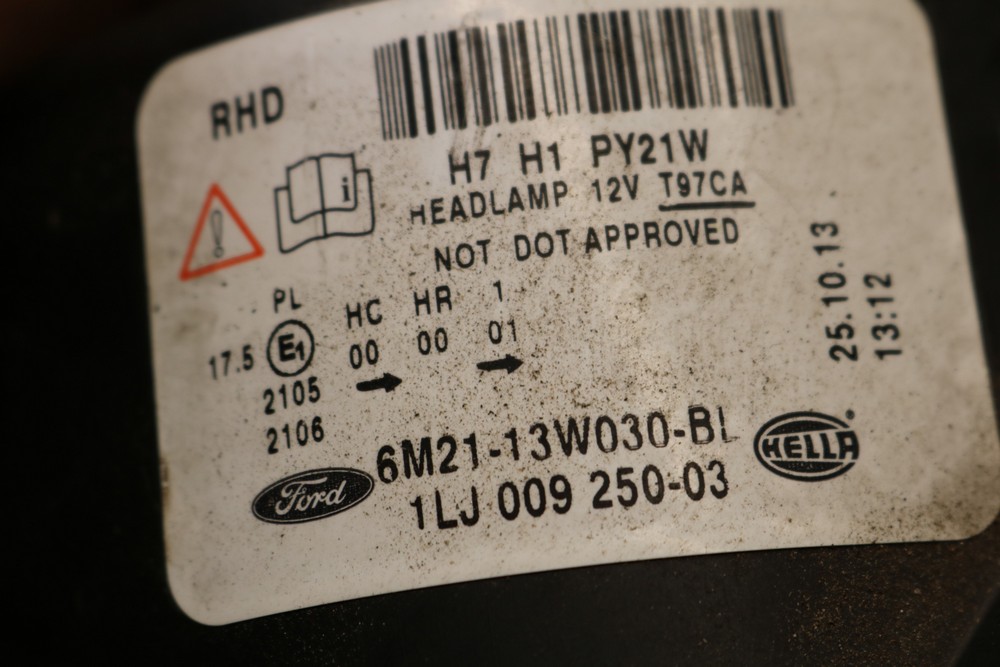 RHD
H7 H1 PY21W
HEADLAMP 12V T97CA
NOT DOT APPROVED
i
!
PL
HC HR 1
17.5 E1 00 00 01
2105
2106
25.10.13
13:12
6M21-13W030-BL
1LJ 009 250-03
Ford
HELLA